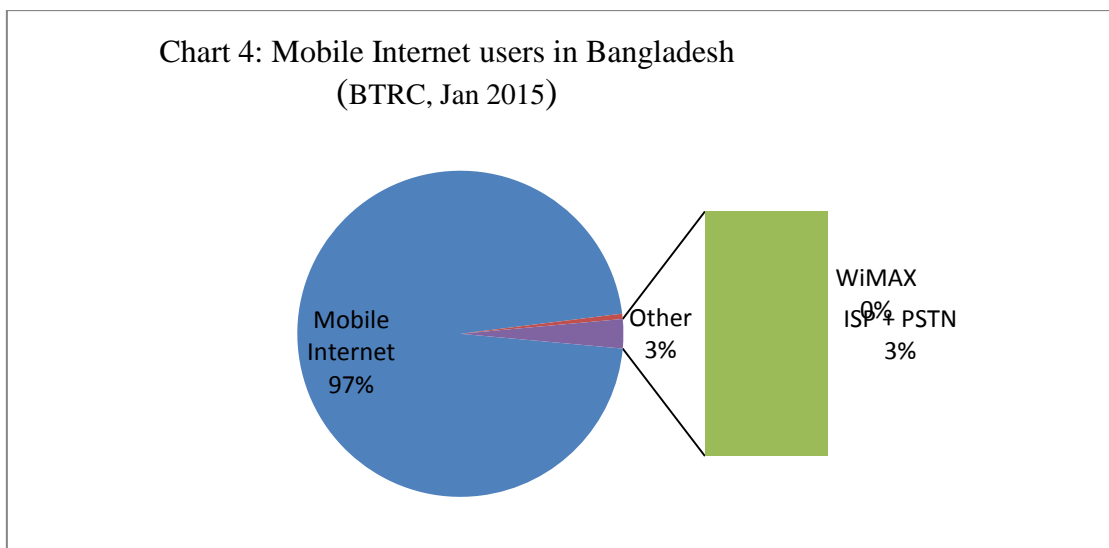 Chart 4: Mobile Internet users in Bangladesh
(BTRC, Jan 2015)
Mobile
Internet
97%
Other
3%
WiMAX
0%
ISP + PSTN
3%